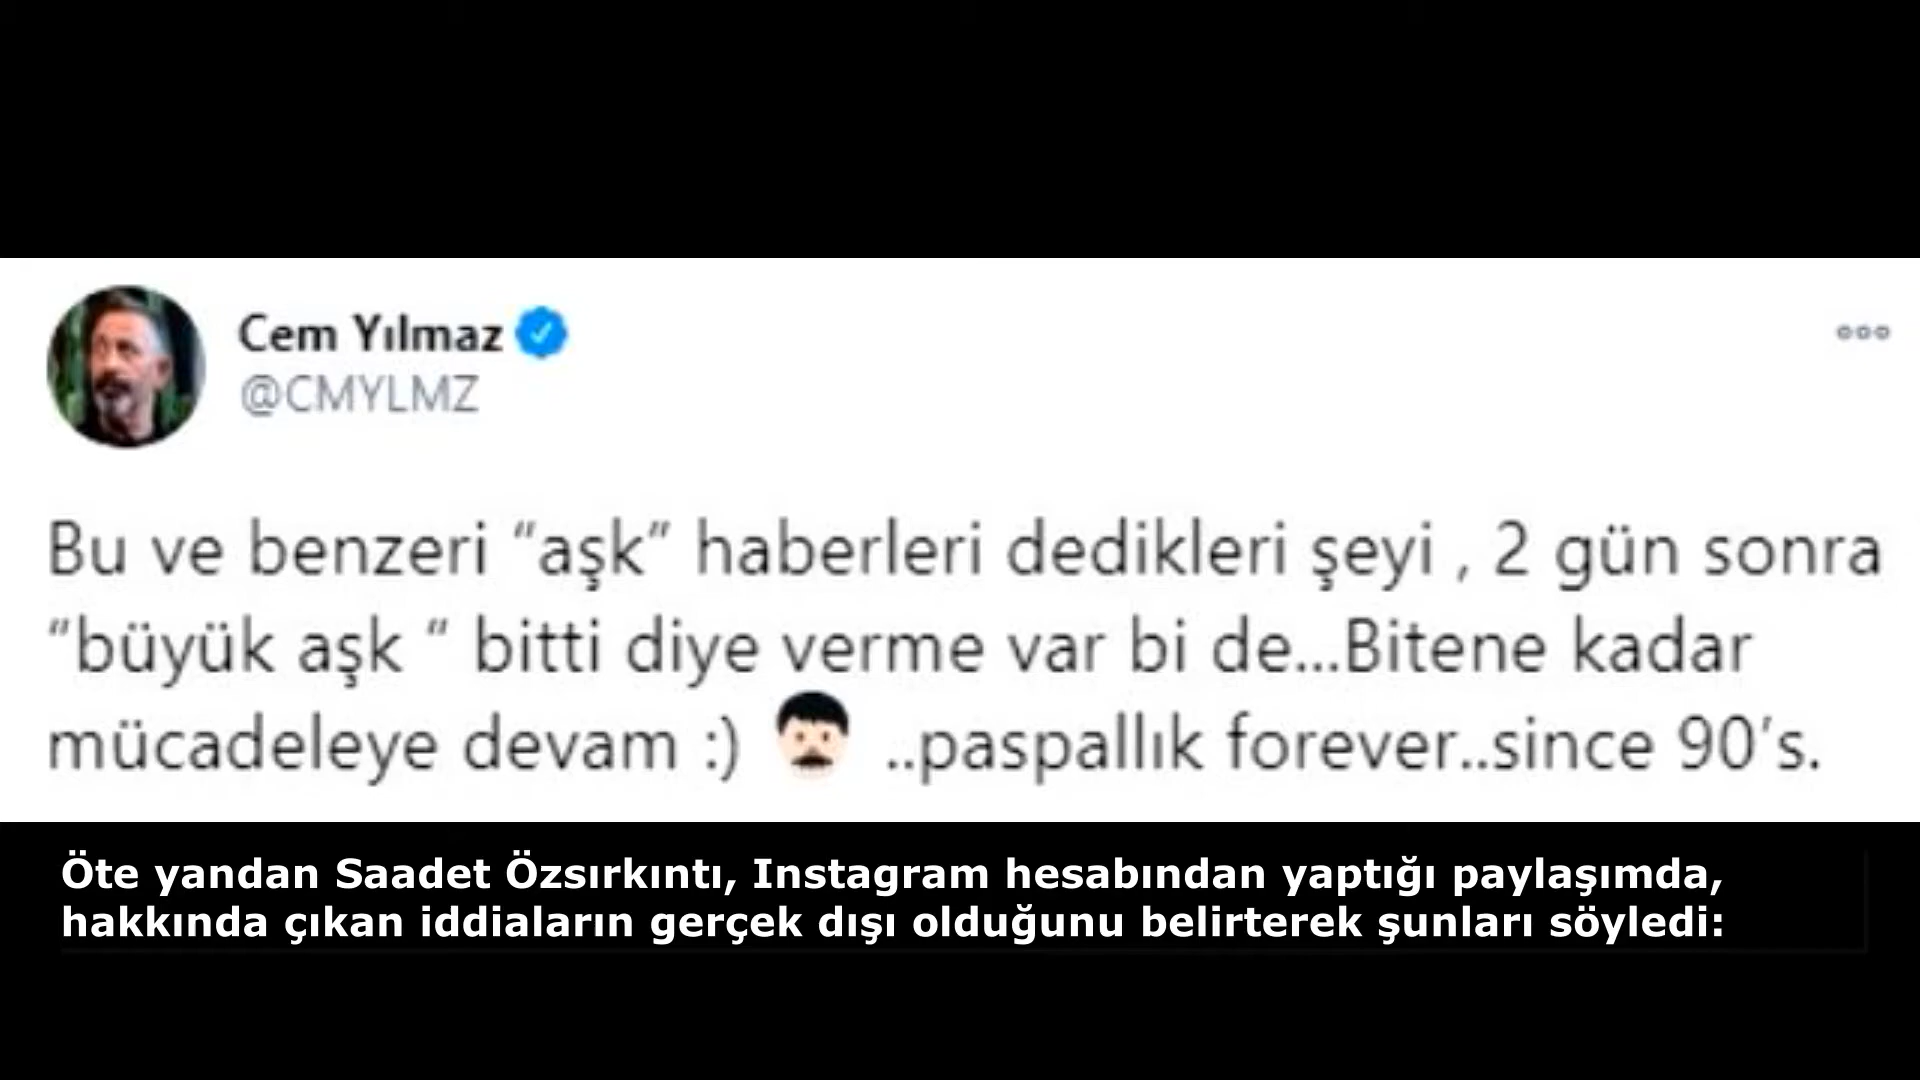 Cem Yılmaz
@CMYLMZ
Bu ve benzeri “aşk” haberleri dedikleri şeyi , 2 gün sonra
“büyük aşk “ bitti diye verme var bi de...Bitene kadar
mücadeleye devam :) 👨🏻 ..paspallık forever..since 90’s.
Öte yandan Saadet Özsırkıntı, Instagram hesabından yaptığı paylaşımda,
hakkında çıkan iddiaların gerçek dışı olduğunu belirterek şunları söyledi: